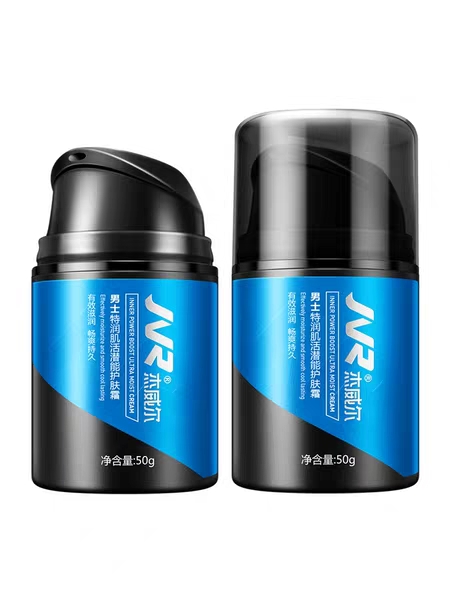 JVR® 杰威尔
INNER POWER BOOST ULTRA MOIST CREAM
男士特润肌活潜能护肤霜
Effectively moisturize and smooth cool lasting
有效滋润 畅爽持久
净含量:50g
JVR® 杰威尔
INNER POWER BOOST ULTRA MOIST CREAM
男士特润肌活潜能护肤霜
Effectively moisturize and smooth cool lasting
有效滋润 畅爽持久
净含量:50g